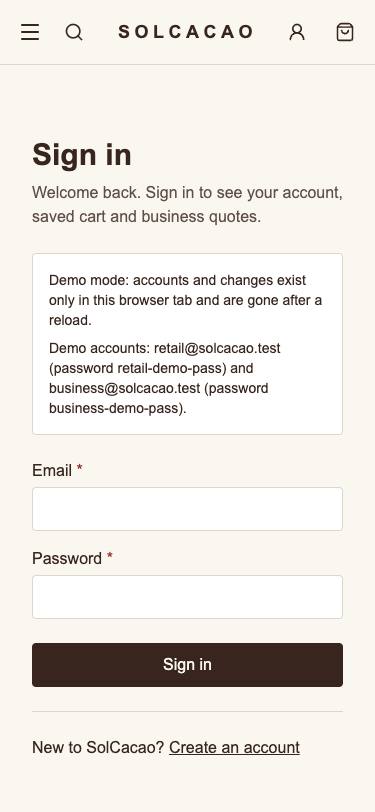 SOLCACAO
Sign in
Welcome back. Sign in to see your account,
saved cart and business quotes.
Demo mode: accounts and changes exist
only in this browser tab and are gone after a
reload.
Demo accounts: retail@solcacao.test
(password retail-demo-pass) and
business@solcacao.test (password
business-demo-pass).
Email *
Password *
Sign in
New to SolCacao? Create an account